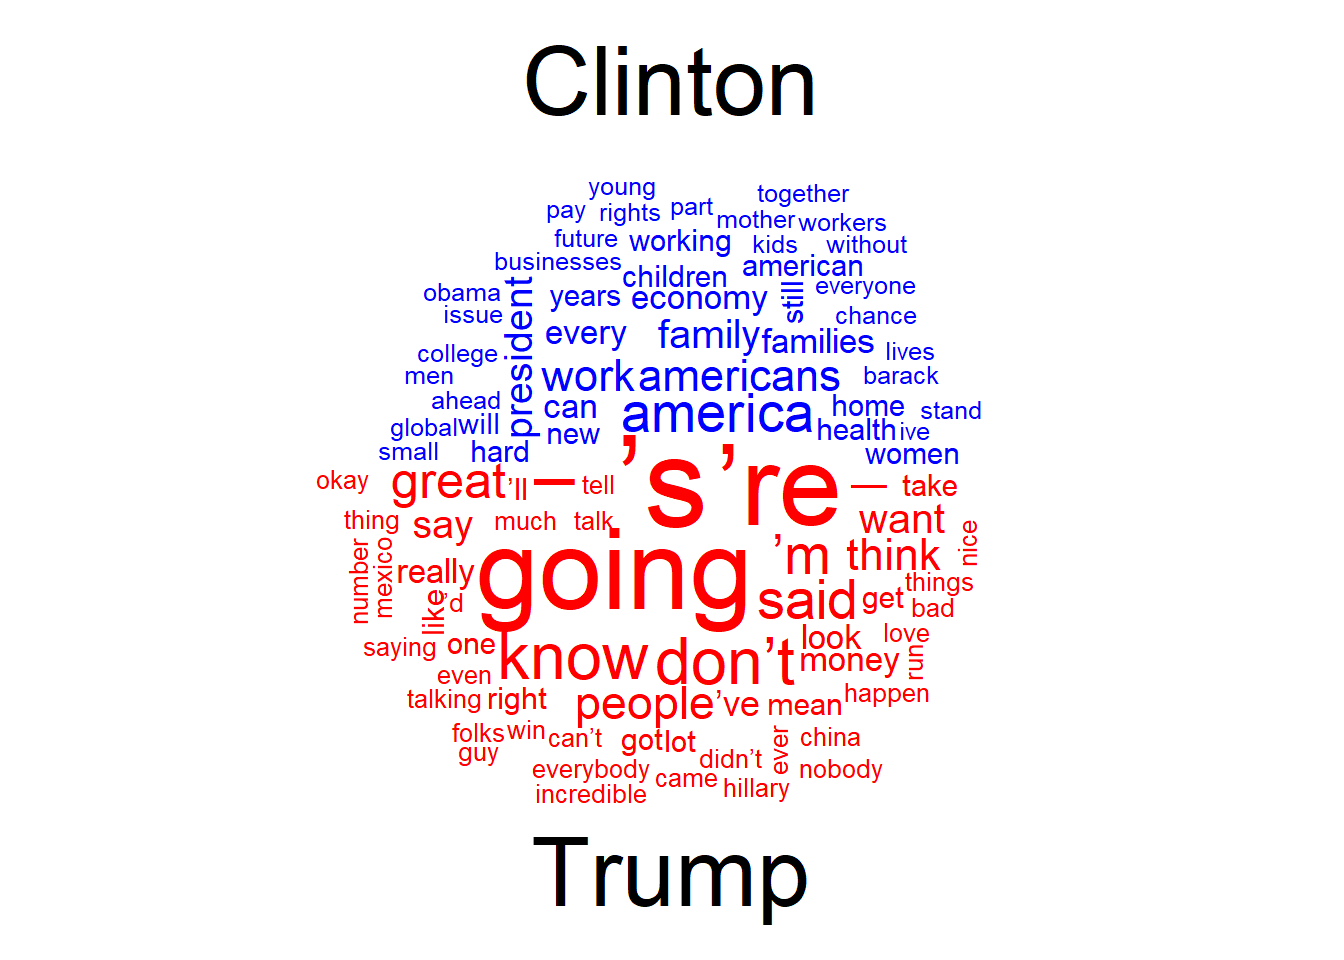 Clinton
young together
pay rights part mother workers
future working kids without
businesses children american
obama years economy still everyone
issue president every family families chance
college lives
men work americans barack
ahead can america home stand
global will new health ive
small hard women
okay great ’ll — ’s ’re — take
tell
thing say much talk want
number mexico really going ’m think nice
like ’d said get things
bad
saying one know don’t look love
even money run
talking right people ’ve mean happen
folks win can’t got lot didn’t ever china
guy everybody came nobody
incredible hillary
Trump